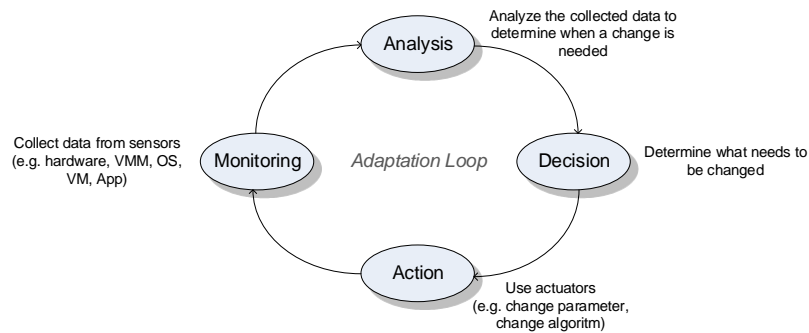 Analysis
Analyze the collected data to
determine when a change is
needed
Collect data from sensors
(e.g. hardware, VMM, OS,
VM, App)
Monitoring
Adaptation Loop
Decision
Determine what needs to
be changed
Action
Use actuators
(e.g. change parameter,
change algoritm)